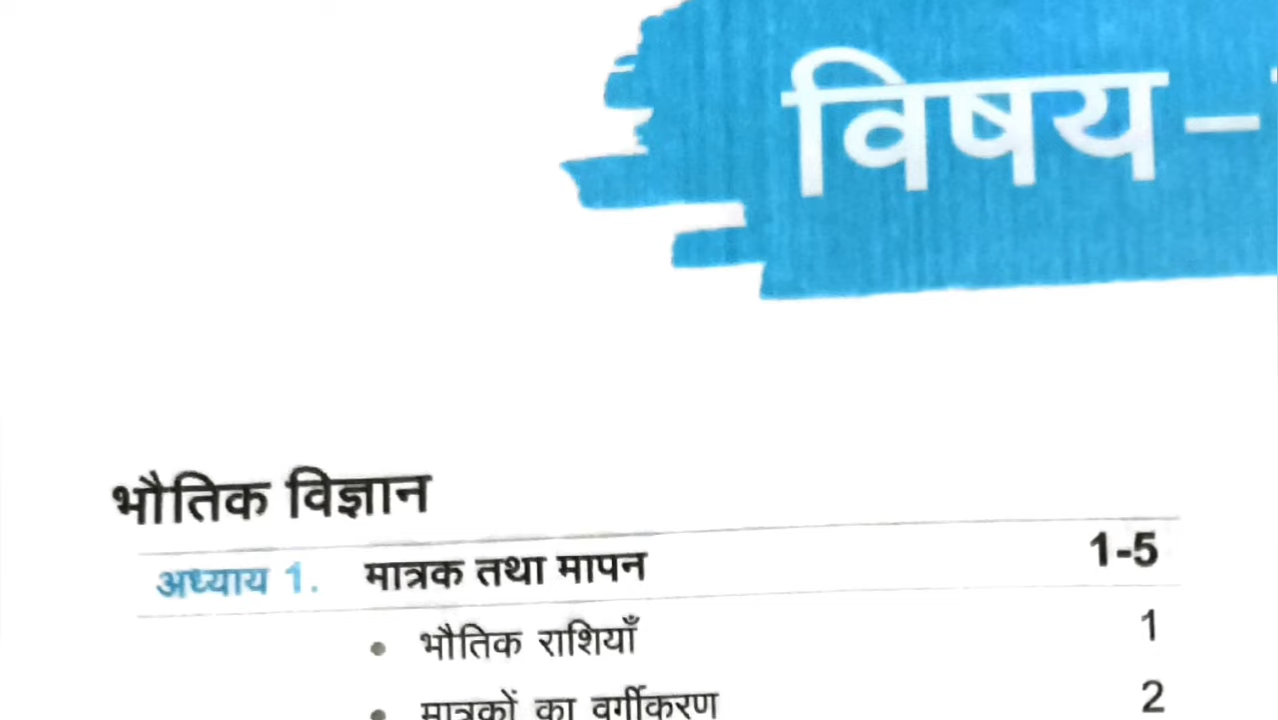 विषय–
भौतिक विज्ञान
अध्याय 1. मात्रक तथा मापन 1-5
• भौतिक राशियाँ 1
• मात्रकों का वर्गीकरण 2